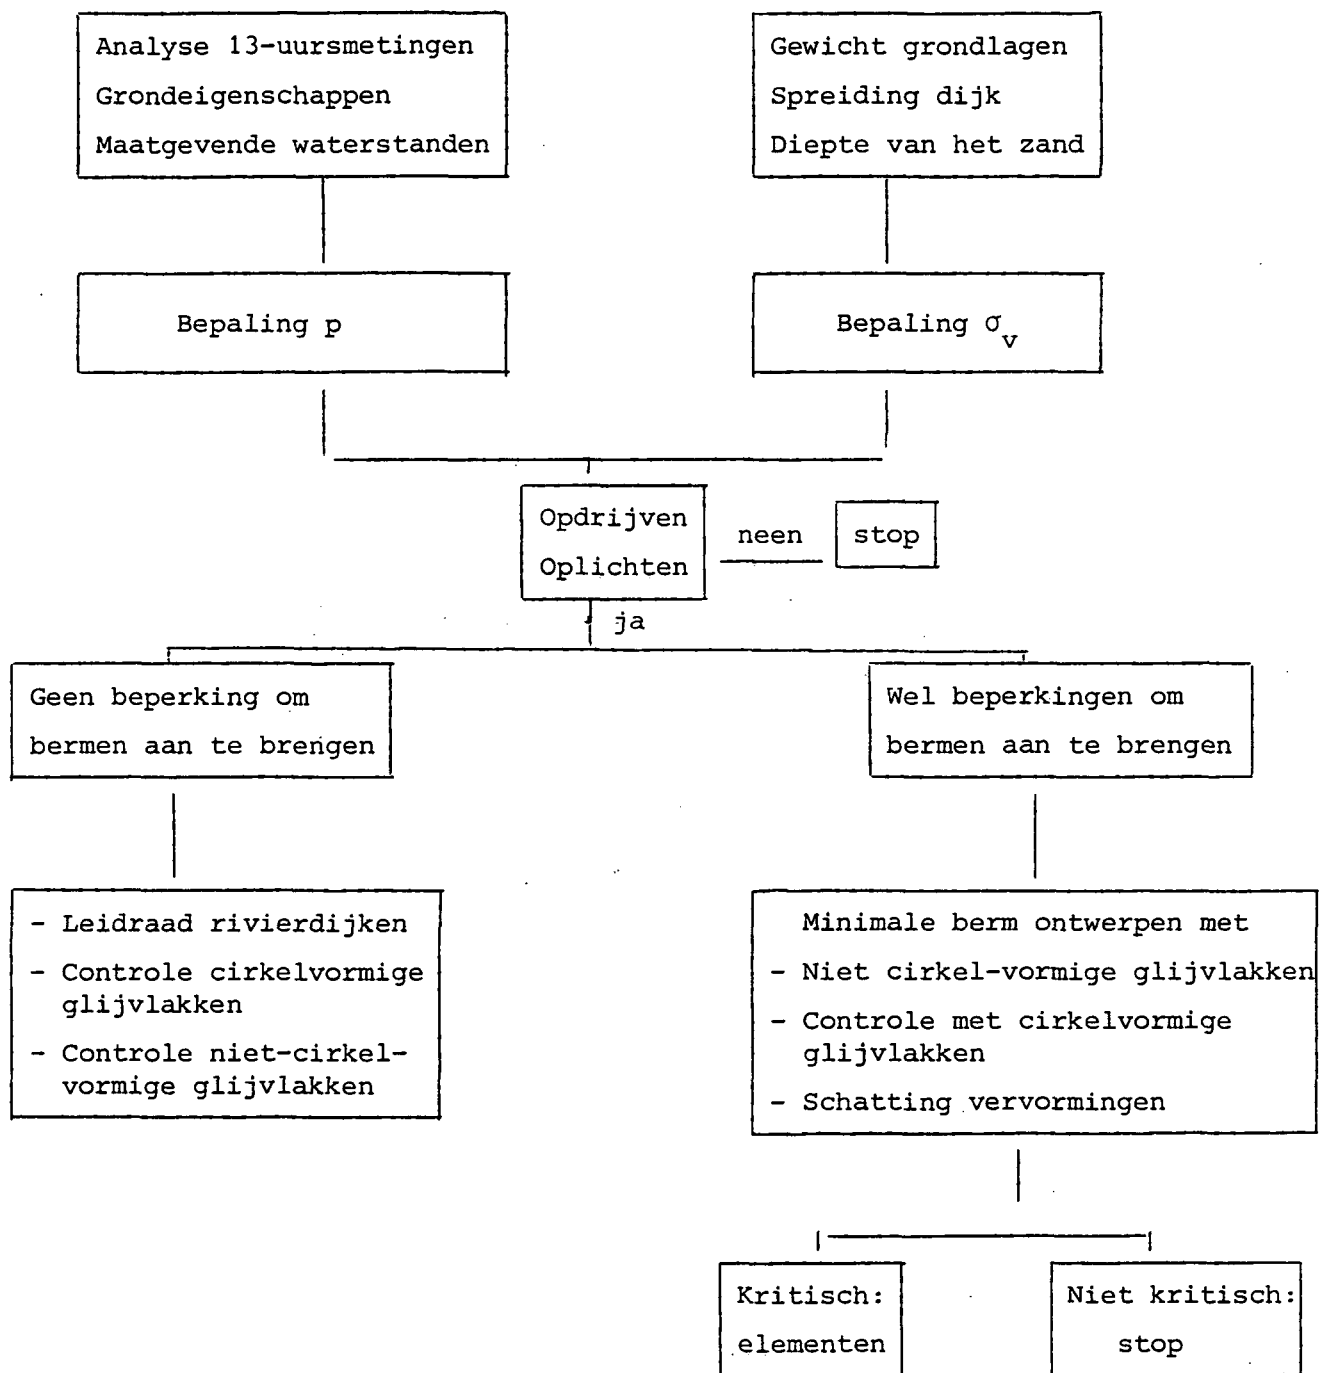 Analyse 13-uursmetingen
Grondeigenschappen
Maatgevende waterstanden
Gewicht grondlagen
Spreiding dijk
Diepte van het zand
Bepaling p
Bepaling σv
Opdrijven
Oplichten
neen
stop
ja
Geen beperking om
bermen aan te brengen
Wel beperkingen om
bermen aan te brengen
- Leidraad rivierdijken
- Controle cirkelvormige
glijvlakken
- Controle niet-cirkel-
vormige glijvlakken
Minimale berm ontwerpen met
- Niet cirkel-vormige glijvlakken
- Controle met cirkelvormige
glijvlakken
- Schatting vervormingen
Kritisch:
elementen
Niet kritisch:
stop